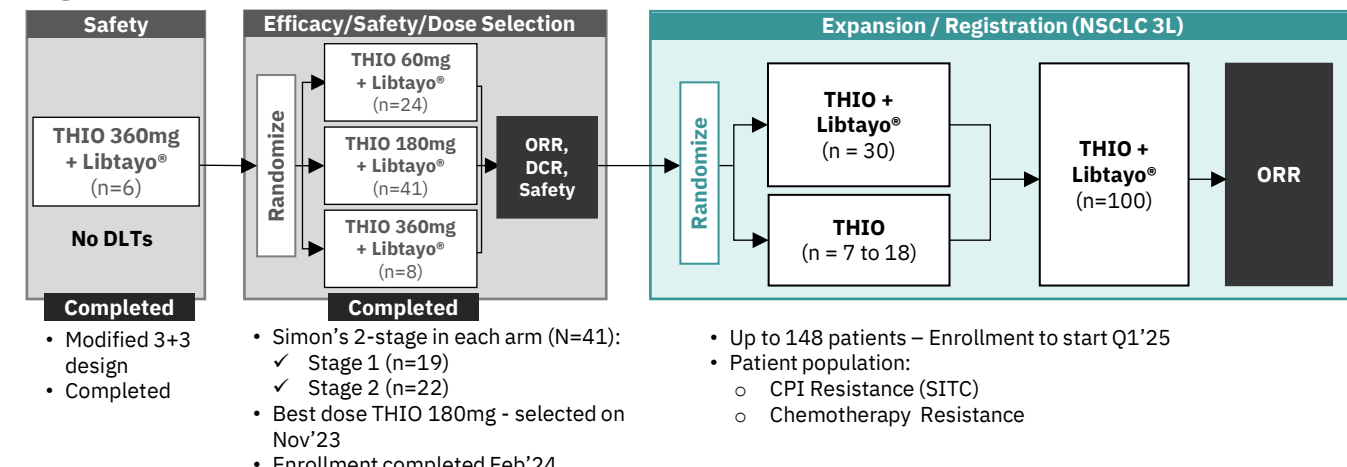 Safety
THIO 360mg
+ Libtayo®
(n=6)
No DLTs
Completed
• Modified 3+3
design
• Completed
Efficacy/Safety/Dose Selection
Randomize
THIO 60mg
+ Libtayo®
(n=24)
THIO 180mg
+ Libtayo®
(n=41)
THIO 360mg
+ Libtayo®
(n=8)
ORR,
DCR,
Safety
Completed
• Simon’s 2-stage in each arm (N=41):
✓ Stage 1 (n=19)
✓ Stage 2 (n=22)
• Best dose THIO 180mg - selected on
Nov’23
• Enrollment completed Feb’24
Expansion / Registration (NSCLC 3L)
Randomize
THIO +
Libtayo®
(n = 30)
THIO
(n = 7 to 18)
THIO +
Libtayo®
(n=100)
ORR
• Up to 148 patients – Enrollment to start Q1’25
• Patient population:
o CPI Resistance (SITC)
o Chemotherapy Resistance